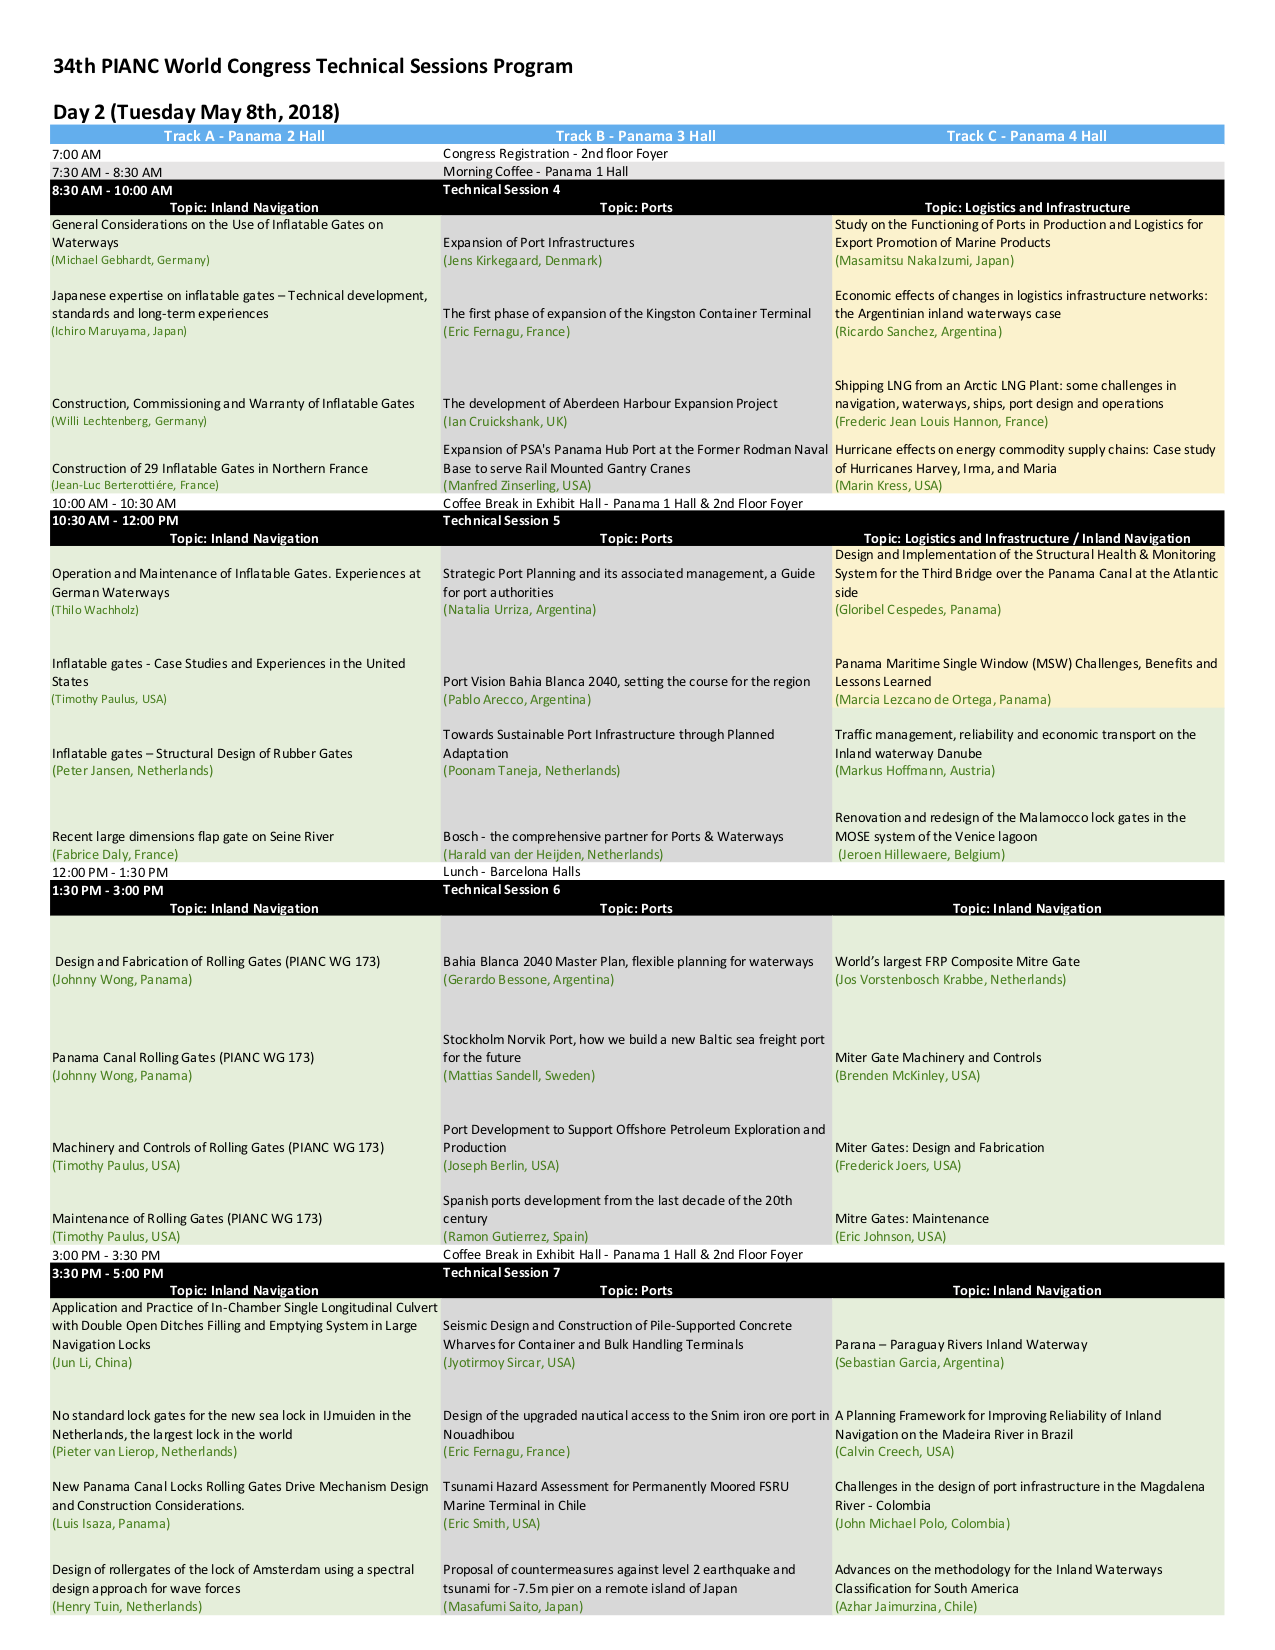 34th PIANC World Congress Technical Sessions Program
Day 2 (Tuesday May 8th, 2018)
Track A - Panama 2 Hall
Track B - Panama 3 Hall
Track C - Panama 4 Hall
7:00 AM
Congress Registration - 2nd floor Foyer
7:30 AM - 8:30 AM
Morning Coffee - Panama 1 Hall
8:30 AM - 10:00 AM
Technical Session 4
Topic: Inland Navigation
Topic: Ports
Topic: Logistics and Infrastructure
General Considerations on the Use of Inflatable Gates on
Waterways
(Michael Gebhardt, Germany)
Expansion of Port Infrastructures
(Jens Kirkegaard, Denmark)
Study on the Functioning of Ports in Production and Logistics for
Export Promotion of Marine Products
(Masamitsu NakaIzumi, Japan)
Japanese expertise on inflatable gates – Technical development,
standards and long-term experiences
(Ichiro Maruyama, Japan)
The first phase of expansion of the Kingston Container Terminal
(Eric Fernagu, France)
Economic effects of changes in logistics infrastructure networks:
the Argentinian inland waterways case
(Ricardo Sanchez, Argentina)
Construction, Commissioning and Warranty of Inflatable Gates
(Willi Lechtenberg, Germany)
The development of Aberdeen Harbour Expansion Project
(Ian Cruickshank, UK)
Shipping LNG from an Arctic LNG Plant: some challenges in
navigation, waterways, ships, port design and operations
(Frederic Jean Louis Hannon, France)
Construction of 29 Inflatable Gates in Northern France
(Jean-Luc Berterottiére, France)
Expansion of PSA's Panama Hub Port at the Former Rodman Naval
Base to serve Rail Mounted Gantry Cranes
(Manfred Zinserling, USA)
Hurricane effects on energy commodity supply chains: Case study
of Hurricanes Harvey, Irma, and Maria
(Marin Kress, USA)
10:00 AM - 10:30 AM
Coffee Break in Exhibit Hall - Panama 1 Hall & 2nd Floor Foyer
10:30 AM - 12:00 PM
Technical Session 5
Topic: Inland Navigation
Topic: Ports
Topic: Logistics and Infrastructure / Inland Navigation
Operation and Maintenance of Inflatable Gates. Experiences at
German Waterways
(Thilo Wachholz)
Strategic Port Planning and its associated management, a Guide
for port authorities
(Natalia Urriza, Argentina)
Design and Implementation of the Structural Health & Monitoring
System for the Third Bridge over the Panama Canal at the Atlantic
side
(Gloribel Cespedes, Panama)
Inflatable gates - Case Studies and Experiences in the United
States
(Timothy Paulus, USA)
Port Vision Bahia Blanca 2040, setting the course for the region
(Pablo Arecco, Argentina)
Panama Maritime Single Window (MSW) Challenges, Benefits and
Lessons Learned
(Marcia Lezcano de Ortega, Panama)
Inflatable gates – Structural Design of Rubber Gates
(Peter Jansen, Netherlands)
Towards Sustainable Port Infrastructure through Planned
Adaptation
(Poonam Taneja, Netherlands)
Traffic management, reliability and economic transport on the
Inland waterway Danube
(Markus Hoffmann, Austria)
Recent large dimensions flap gate on Seine River
(Fabrice Daly, France)
Bosch - the comprehensive partner for Ports & Waterways
(Harald van der Heijden, Netherlands)
Renovation and redesign of the Malamocco lock gates in the
MOSE system of the Venice lagoon
(Jeroen Hillewaere, Belgium)
12:00 PM - 1:30 PM
Lunch - Barcelona Halls
1:30 PM - 3:00 PM
Technical Session 6
Topic: Inland Navigation
Topic: Ports
Topic: Inland Navigation
Design and Fabrication of Rolling Gates (PIANC WG 173)
(Johnny Wong, Panama)
Bahia Blanca 2040 Master Plan, flexible planning for waterways
(Gerardo Bessone, Argentina)
World’s largest FRP Composite Mitre Gate
(Jos Vorstenbosch Krabbe, Netherlands)
Panama Canal Rolling Gates (PIANC WG 173)
(Johnny Wong, Panama)
Stockholm Norvik Port, how we build a new Baltic sea freight port
for the future
(Mattias Sandell, Sweden)
Miter Gate Machinery and Controls
(Brenden McKinley, USA)
Machinery and Controls of Rolling Gates (PIANC WG 173)
(Timothy Paulus, USA)
Port Development to Support Offshore Petroleum Exploration and
Production
(Joseph Berlin, USA)
Miter Gates: Design and Fabrication
(Frederick Joers, USA)
Maintenance of Rolling Gates (PIANC WG 173)
(Timothy Paulus, USA)
Spanish ports development from the last decade of the 20th
century
(Ramon Gutierrez, Spain)
Mitre Gates: Maintenance
(Eric Johnson, USA)
3:00 PM - 3:30 PM
Coffee Break in Exhibit Hall - Panama 1 Hall & 2nd Floor Foyer
3:30 PM - 5:00 PM
Technical Session 7
Topic: Inland Navigation
Topic: Ports
Topic: Inland Navigation
Application and Practice of In-Chamber Single Longitudinal Culvert
with Double Open Ditches Filling and Emptying System in Large
Navigation Locks
(Jun Li, China)
Seismic Design and Construction of Pile-Supported Concrete
Wharves for Container and Bulk Handling Terminals
(Jyotirmoy Sircar, USA)
Parana – Paraguay Rivers Inland Waterway
(Sebastian Garcia, Argentina)
No standard lock gates for the new sea lock in IJmuiden in the
Netherlands, the largest lock in the world
(Pieter van Lierop, Netherlands)
Design of the upgraded nautical access to the Snim iron ore port in
Nouadhibou
(Eric Fernagu, France)
A Planning Framework for Improving Reliability of Inland
Navigation on the Madeira River in Brazil
(Calvin Creech, USA)
New Panama Canal Locks Rolling Gates Drive Mechanism Design
and Construction Considerations.
(Luis Isaza, Panama)
Tsunami Hazard Assessment for Permanently Moored FSRU
Marine Terminal in Chile
(Eric Smith, USA)
Challenges in the design of port infrastructure in the Magdalena
River - Colombia
(John Michael Polo, Colombia)
Design of rollergates of the lock of Amsterdam using a spectral
design approach for wave forces
(Henry Tuin, Netherlands)
Proposal of countermeasures against level 2 earthquake and
tsunami for -7.5m pier on a remote island of Japan
(Masafumi Saito, Japan)
Advances on the methodology for the Inland Waterways
Classification for South America
(Azhar Jaimurzina, Chile)